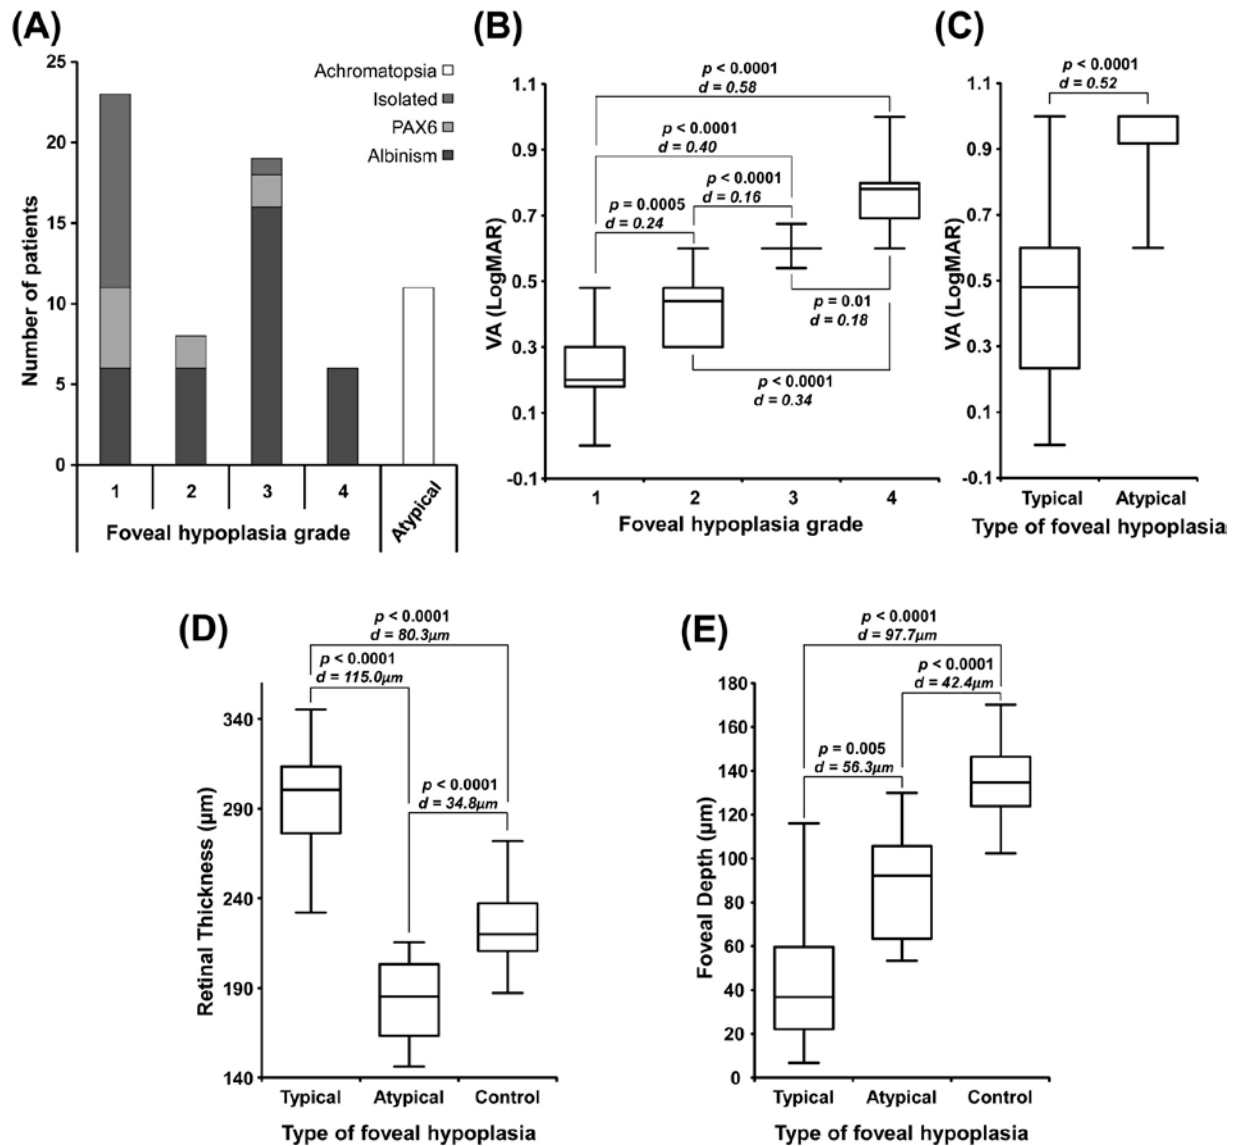 (A)
25
20
15
10
5
0
Number of patients
Achromatopsia
Isolated
PAX6
Albinism
1 2 3 4 Atypical
Foveal hypoplasia grade
(B)
p < 0.0001
d = 0.58
p < 0.0001
d = 0.40
p < 0.0001
d = 0.16
p = 0.0005
d = 0.24
p = 0.01
d = 0.18
p < 0.0001
d = 0.34
1.1
0.9
0.7
0.5
0.3
0.1
-0.1
VA (LogMAR)
1 2 3 4
Foveal hypoplasia grade
(C)
p < 0.0001
d = 0.52
1.1
0.9
0.7
0.5
0.3
0.1
-0.1
VA (LogMAR)
Typical Atypical
Type of foveal hypoplasia
(D)
p < 0.0001
d = 80.3µm
p < 0.0001
d = 115.0µm
p < 0.0001
d = 34.8µm
340
290
240
190
140
Retinal Thickness (µm)
Typical Atypical Control
Type of foveal hypoplasia
(E)
p < 0.0001
d = 97.7µm
p < 0.0001
d = 42.4µm
p = 0.005
d = 56.3µm
180
160
140
120
100
80
60
40
20
0
Foveal Depth (µm)
Typical Atypical Control
Type of foveal hypoplasia